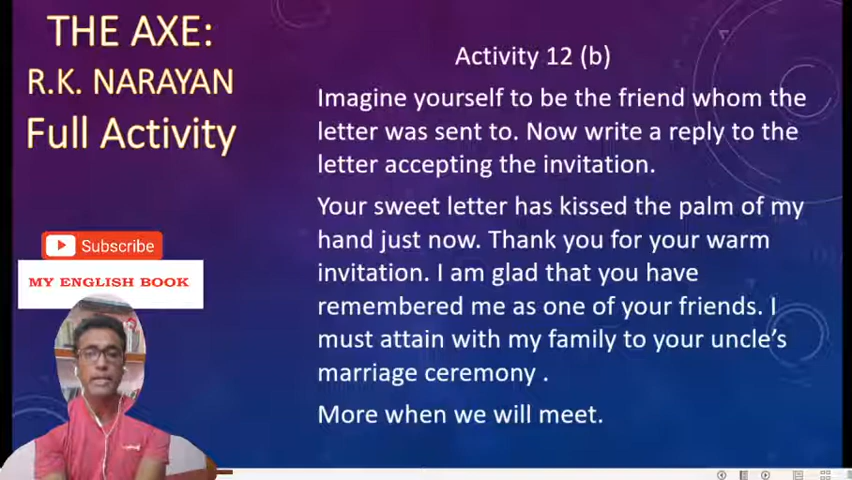 THE AXE:
R.K. NARAYAN
Full Activity
Subscribe
MY ENGLISH BOOK
Activity 12 (b)
Imagine yourself to be the friend whom the
letter was sent to. Now write a reply to the
letter accepting the invitation.
Your sweet letter has kissed the palm of my
hand just now. Thank you for your warm
invitation. I am glad that you have
remembered me as one of your friends. I
must attain with my family to your uncle’s
marriage ceremony .
More when we will meet.